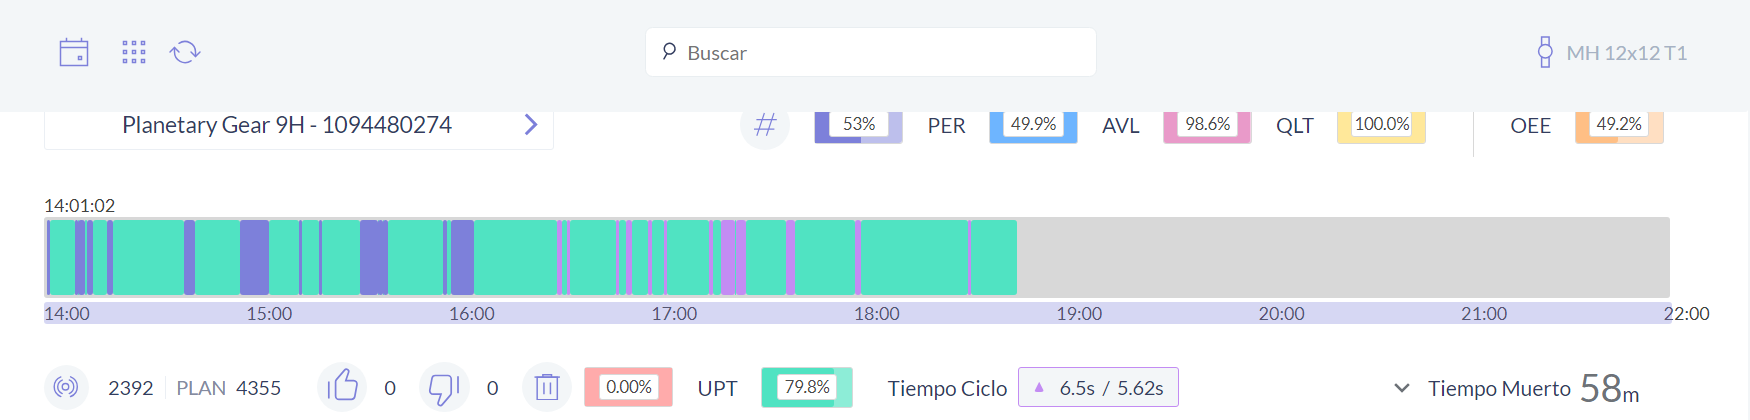 Buscar
MH 12x12 T1
Planetary Gear 9H - 1094480274
# 53% PER 49.9% AVL 98.6% QLT 100.0% OEE 49.2%
14:01:02
14:00 15:00 16:00 17:00 18:00 19:00 20:00 21:00 22:00
2392 PLAN 4355 0 0 0.00% UPT 79.8% Tiempo Ciclo 6.5s / 5.62s Tiempo Muerto 58m